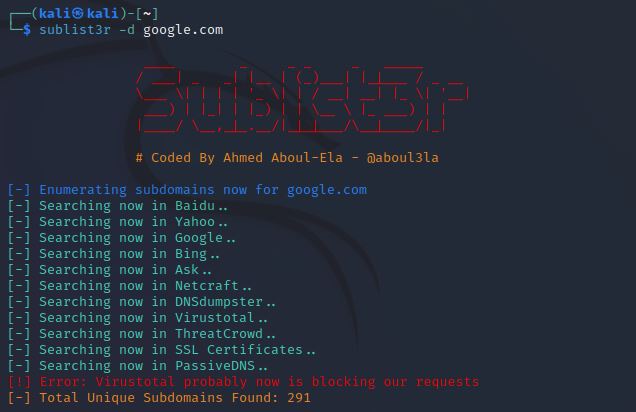 ┌──(kali㉿kali)-[~]
└─$ sublist3r -d google.com
Sublist3r
# Coded By Ahmed Aboul-Ela - @aboul3la
[-] Enumerating subdomains now for google.com
[-] Searching now in Baidu..
[-] Searching now in Yahoo..
[-] Searching now in Google..
[-] Searching now in Bing..
[-] Searching now in Ask..
[-] Searching now in Netcraft..
[-] Searching now in DNSdumpster..
[-] Searching now in Virustotal..
[-] Searching now in ThreatCrowd..
[-] Searching now in SSL Certificates..
[-] Searching now in PassiveDNS..
[!] Error: Virustotal probably now is blocking our requests
[-] Total Unique Subdomains Found: 291